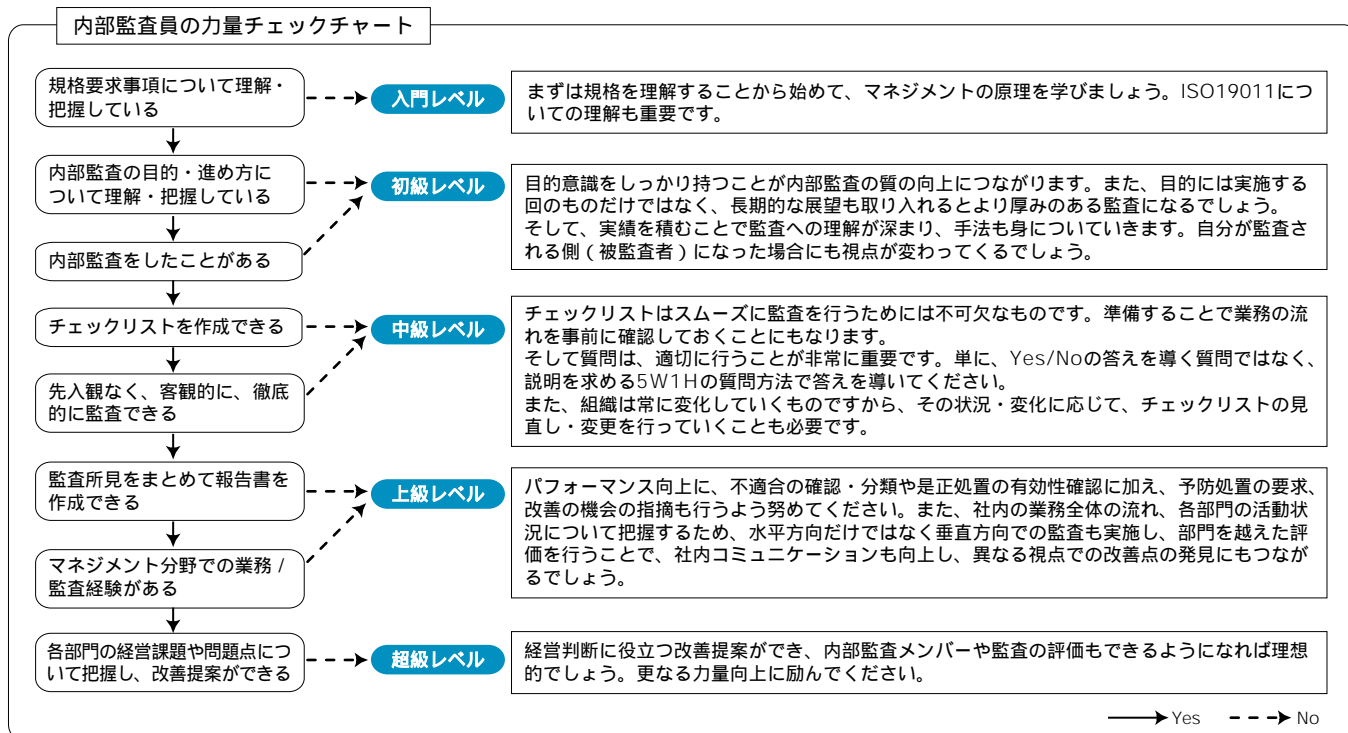 内部監査員の力量チェックチャート
規格要求事項について理解・
把握している
入門レベル
まずは規格を理解することから始めて、マネジメントの原理を学びましょう。ISO19011につ
いての理解も重要です。
内部監査の目的・進め方に
ついて理解・把握している
初級レベル
目的意識をしっかり持つことが内部監査の質の向上につながります。また、目的には実施する
回のものだけではなく、長期的な展望も取り入れるとより厚みのある監査になるでしょう。
そして、実績を積むことで監査への理解が深まり、手法も身についていきます。自分が監査さ
れる側(被監査者)になった場合にも視点が変わってくるでしょう。
内部監査をしたことがある
チェックリストを作成できる
中級レベル
チェックリストはスムーズに監査を行うためには不可欠なものです。準備することで業務の流
れを事前に確認しておくことにもなります。
そして質問は、適切に行うことが非常に重要です。単に、Yes/Noの答えを導く質問ではなく、
説明を求める5W1Hの質問方法で答えを導いてください。
また、組織は常に変化していくものですから、その状況・変化に応じて、チェックリストの見
直し・変更を行っていくことも必要です。
先入観なく、客観的に、徹底
的に監査できる
監査所見をまとめて報告書を
作成できる
上級レベル
パフォーマンス向上に、不適合の確認・分類や是正処置の有効性確認に加え、予防処置の要求、
改善の機会の指摘も行うよう努めてください。また、社内の業務全体の流れ、各部門の活動状
況について把握するため、水平方向だけではなく垂直方向での監査も実施し、部門を越えた評
価を行うことで、社内コミュニケーションも向上し、異なる視点での改善点の発見にもつなが
るでしょう。
マネジメント分野での業務/
監査経験がある
各部門の経営課題や問題点につ
いて把握し、改善提案ができる
超級レベル
経営判断に役立つ改善提案ができ、内部監査メンバーや監査の評価もできるようになれば理想
的でしょう。更なる力量向上に励んでください。
Yes
No